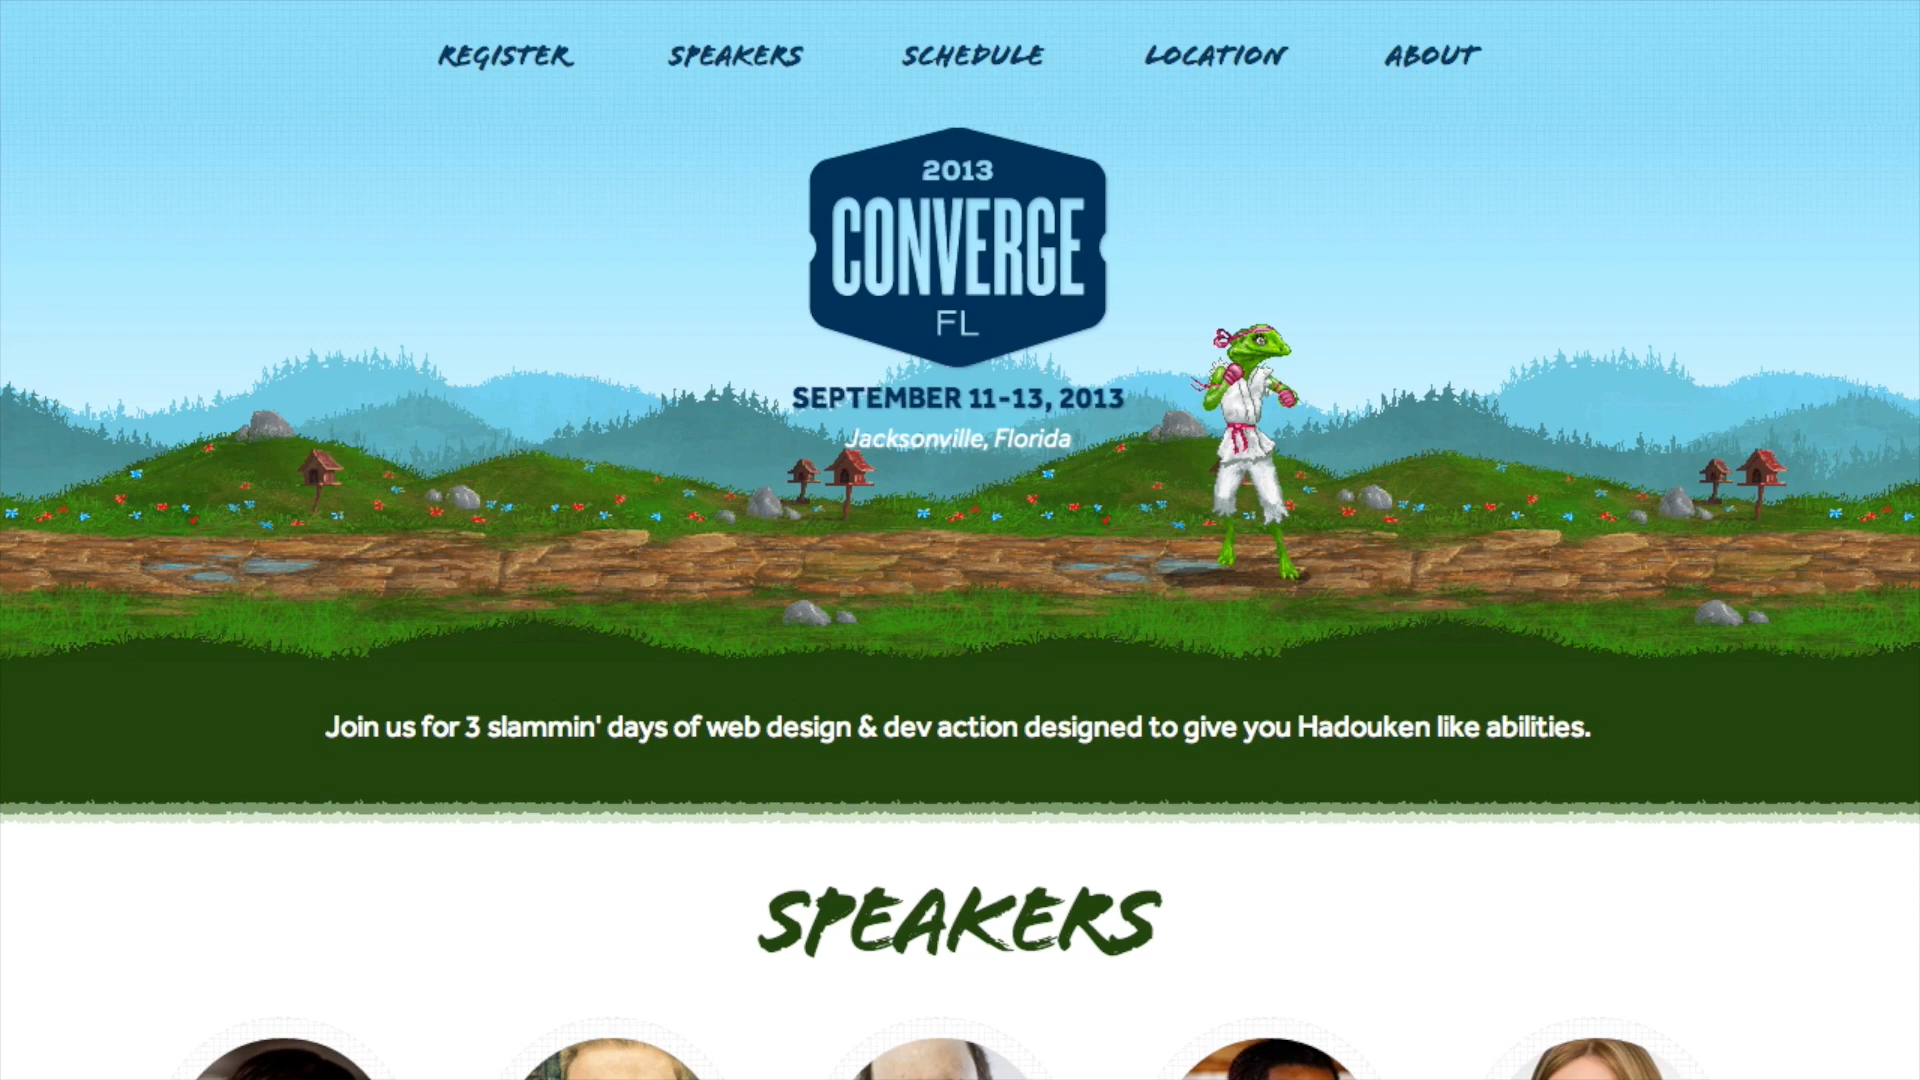 REGISTER
SPEAKERS
SCHEDULE
LOCATION
ABOUT
2013
CONVERGE
FL
SEPTEMBER 11-13, 2013
Jacksonville, Florida
Join us for 3 slammin' days of web design & dev action designed to give you Hadouken like abilities.
SPEAKERS